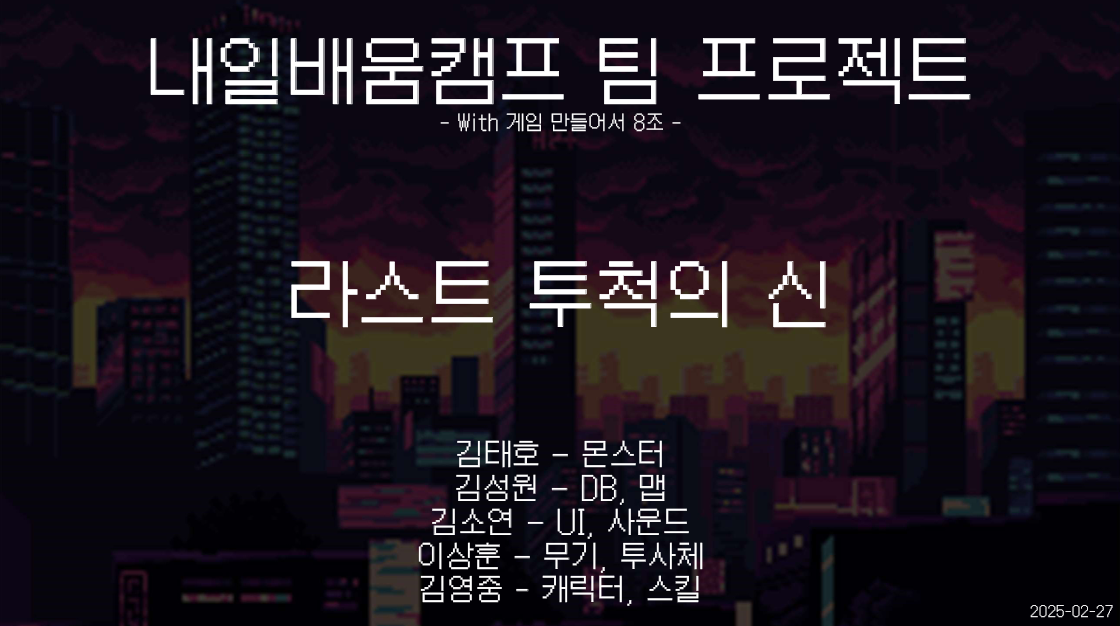 내일배움캠프 팀 프로젝트
- With 게임 만들어서 8조 -
라스트 투척의 신
김태호 - 몬스터
김성원 - DB, 맵
김소연 - UI, 사운드
이상훈 - 무기, 투사체
김영중 - 캐릭터, 스킬
2025-02-27